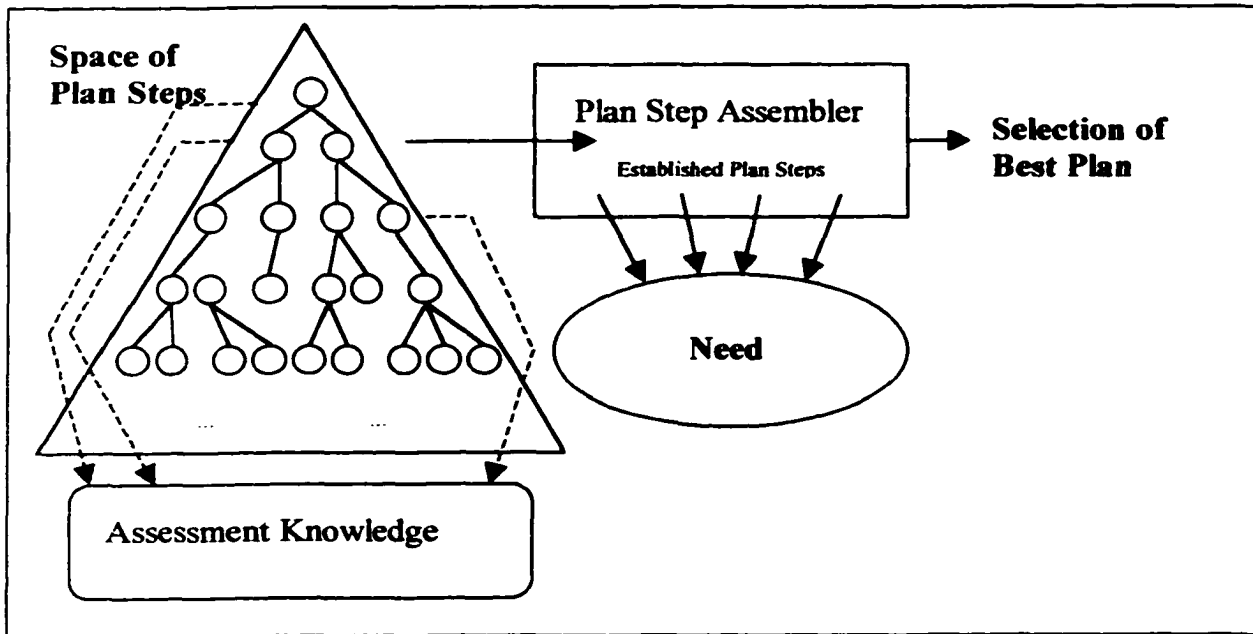 Space of
Plan Steps
Plan Step Assembler
Established Plan Steps
Selection of
Best Plan
Need
... ...
Assessment Knowledge